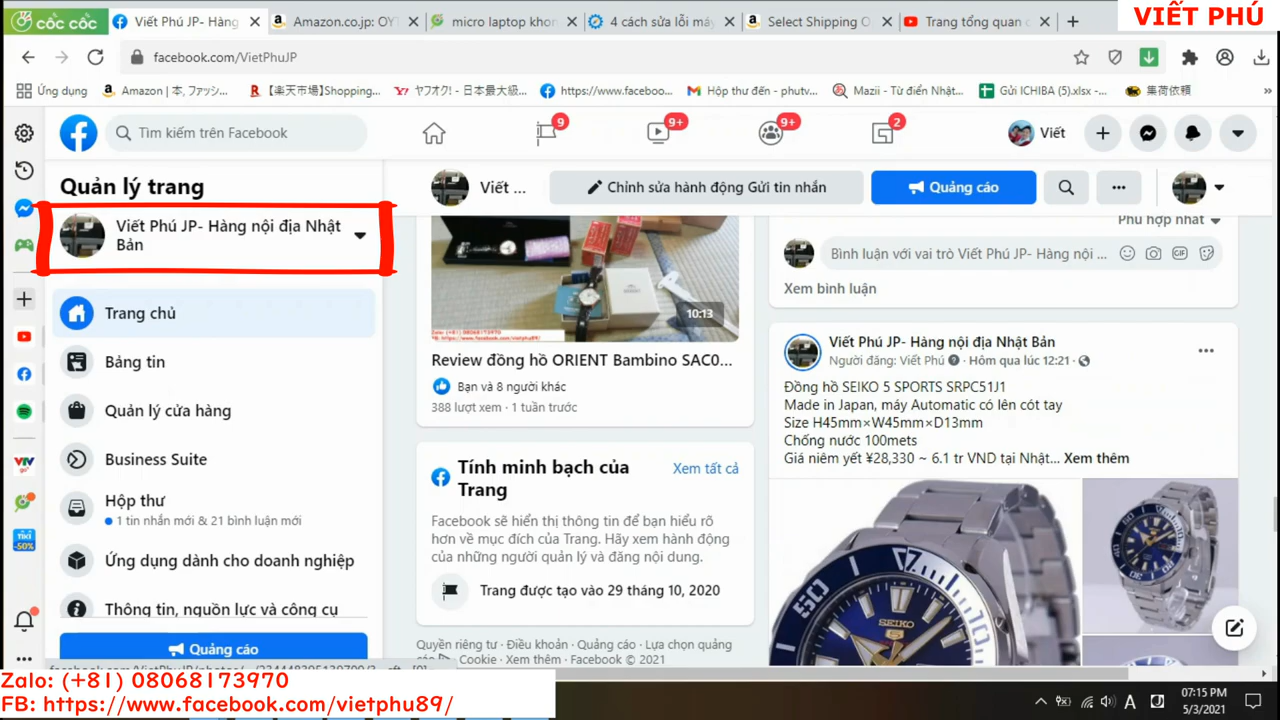 cốc cốc
Viết Phú JP- Hàng
Amazon.co.jp: OYT
micro laptop khon
4 cách sửa lỗi máy
Select Shipping O
Trang tổng quan c
VIẾT PHÚ
facebook.com/VietPhuJP
Ứng dụng
Amazon | 本, ファッシ...
【楽天市場】Shopping...
ヤフオク! - 日本最大級...
https://www.faceboo...
Hộp thư đến - phutv...
Mazii - Từ điển Nhật...
Gửi ICHIBA (5).xlsx -...
集荷依頼
Tìm kiếm trên Facebook
9
9+
9+
2
Viết
Quản lý trang
Viết Phú JP- Hàng nội địa Nhật
Bản
Trang chủ
Bảng tin
Quản lý cửa hàng
Business Suite
Hộp thư
1 tin nhắn mới & 21 bình luận mới
Ứng dụng dành cho doanh nghiệp
Thông tin, nguồn lực và công cụ
Quảng cáo
Viết ...
Chỉnh sửa hành động Gửi tin nhắn
Quảng cáo
10:13
Review đồng hồ ORIENT Bambino SAC0...
Bạn và 8 người khác
388 lượt xem · 1 tuần trước
Tính minh bạch của
Trang
Xem tất cả
Facebook sẽ hiển thị thông tin để bạn hiểu rõ
hơn về mục đích của Trang. Hãy xem hành động
của những người quản lý và đăng nội dung.
Trang được tạo vào 29 tháng 10, 2020
Quyền riêng tư · Điều khoản · Quảng cáo · Lựa chọn quảng
cáo · Cookie · Xem thêm · Facebook © 2021
Phù hợp nhất
Bình luận với vai trò Viết Phú JP- Hàng nội ...
GIF
Xem bình luận
Viết Phú JP- Hàng nội địa Nhật Bản
Người đăng: Viết Phú · Hôm qua lúc 12:21 ·
Đồng hồ SEIKO 5 SPORTS SRPC51J1
Made in Japan, máy Automatic có lên cót tay
Size H45mm×W45mm×D13mm
Chống nước 100mets
Giá niêm yết ¥28,330 ~ 6.1 tr VND tại Nhật... Xem thêm
SEIKO
5
VTV
go
TIKI
-50%
Zalo: (+81) 08068173970
FB: https://www.facebook.com/vietphu89/
A
07:15 PM
5/3/2021